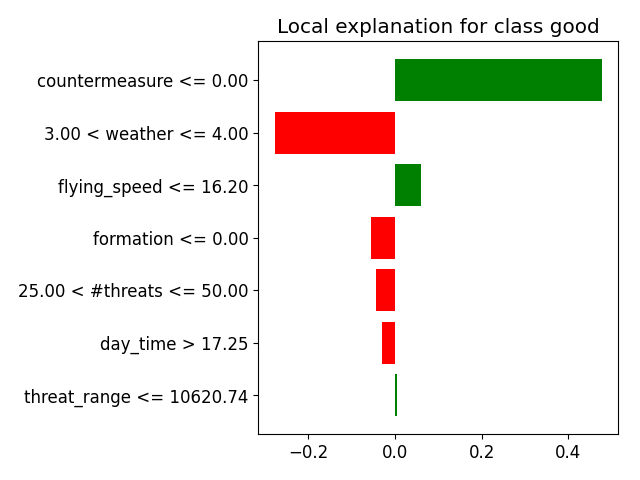 Local explanation for class good
countermeasure <= 0.00
3.00 < weather <= 4.00
flying_speed <= 16.20
formation <= 0.00
25.00 < #threats <= 50.00
day_time > 17.25
threat_range <= 10620.74
−0.2 0.0 0.2 0.4